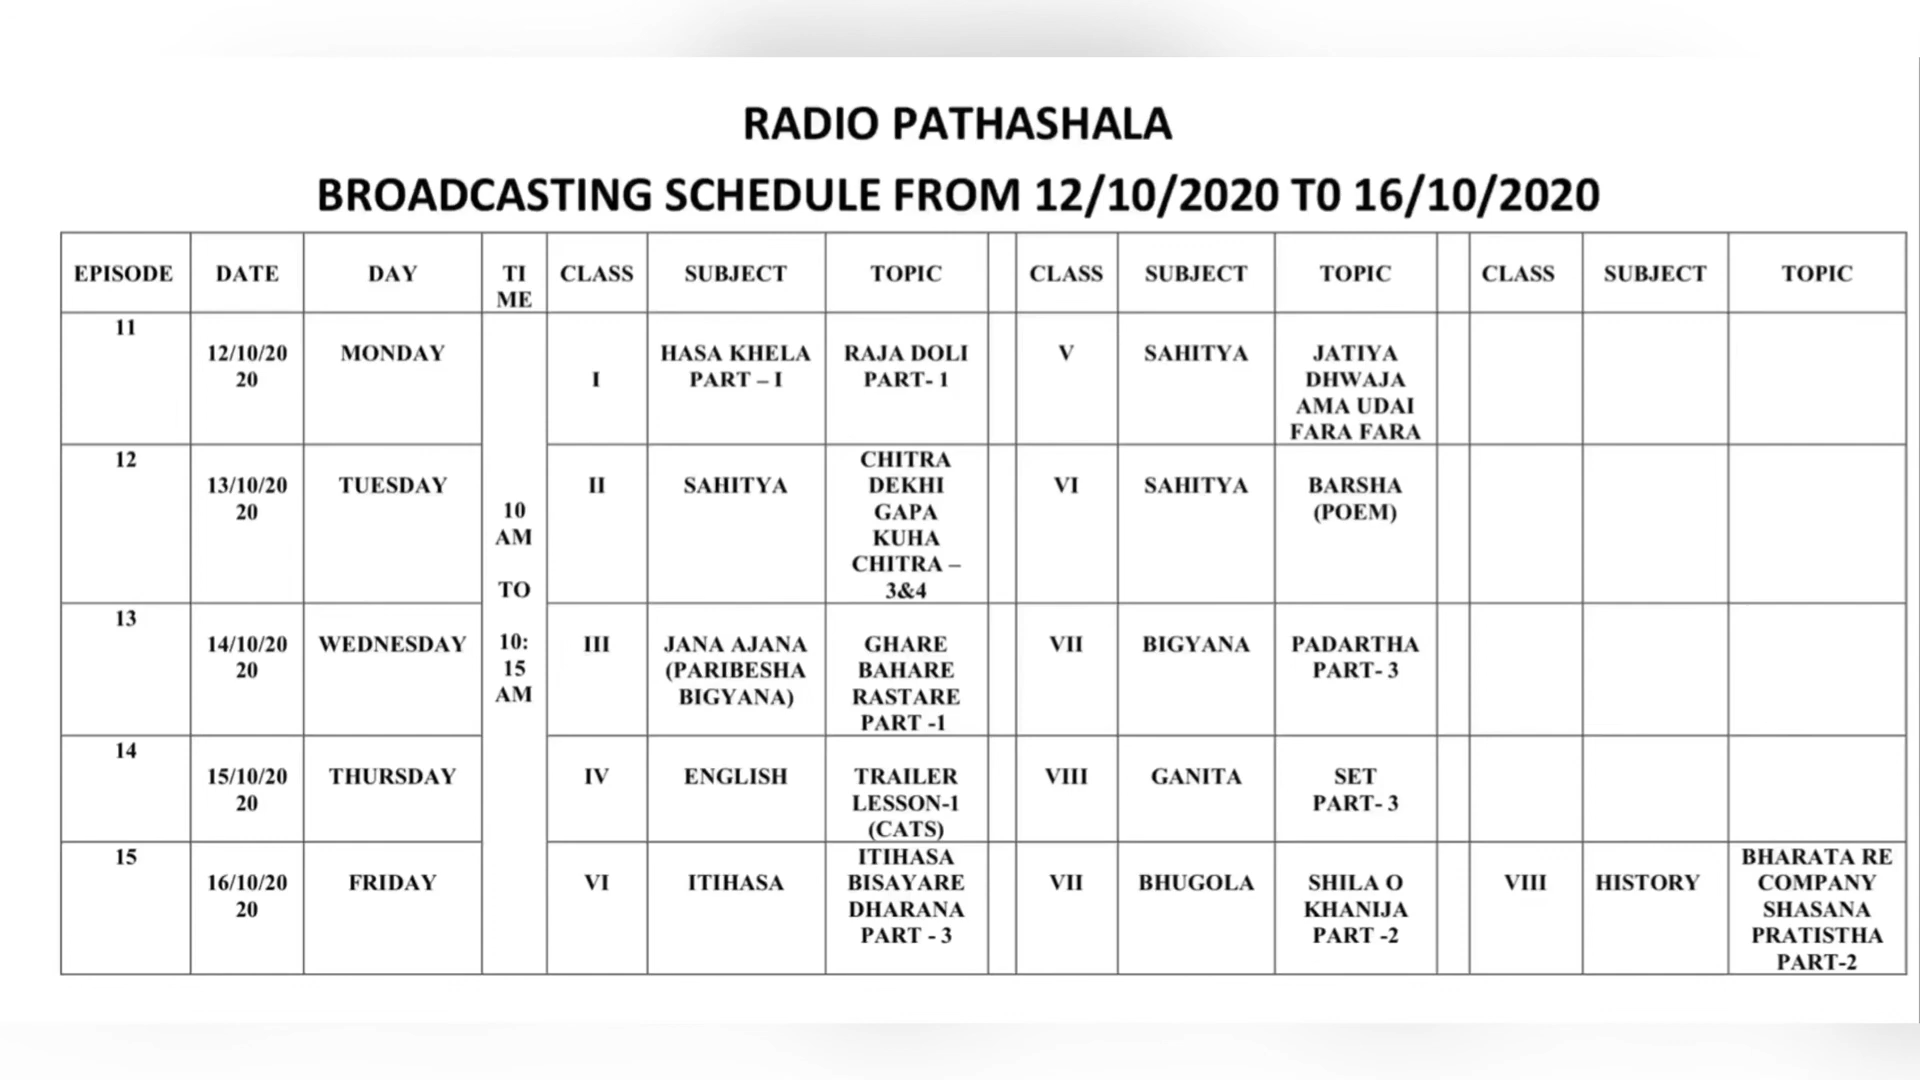 RADIO PATHASHALA
BROADCASTING SCHEDULE FROM 12/10/2020 T0 16/10/2020
EPISODE DATE DAY TI ME CLASS SUBJECT TOPIC CLASS SUBJECT TOPIC CLASS SUBJECT TOPIC
11
12/10/20
20
MONDAY
10
AM
TO
10:
15
AM
I
HASA KHELA
PART – I
RAJA DOLI
PART- 1
V
SAHITYA
JATIYA
DHWAJA
AMA UDAI
FARA FARA
12
13/10/20
20
TUESDAY
II
SAHITYA
CHITRA
DEKHI
GAPA
KUHA
CHITRA –
3&4
VI
SAHITYA
BARSHA
(POEM)
13
14/10/20
20
WEDNESDAY
III
JANA AJANA
(PARIBESHA
BIGYANA)
GHARE
BAHARE
RASTARE
PART -1
VII
BIGYANA
PADARTHA
PART- 3
14
15/10/20
20
THURSDAY
IV
ENGLISH
TRAILER
LESSON-1
(CATS)
VIII
GANITA
SET
PART- 3
15
16/10/20
20
FRIDAY
VI
ITIHASA
ITIHASA
BISAYARE
DHARANA
PART - 3
VII
BHUGOLA
SHILA O
KHANIJA
PART -2
VIII
HISTORY
BHARATA RE
COMPANY
SHASANA
PRATISTHA
PART-2